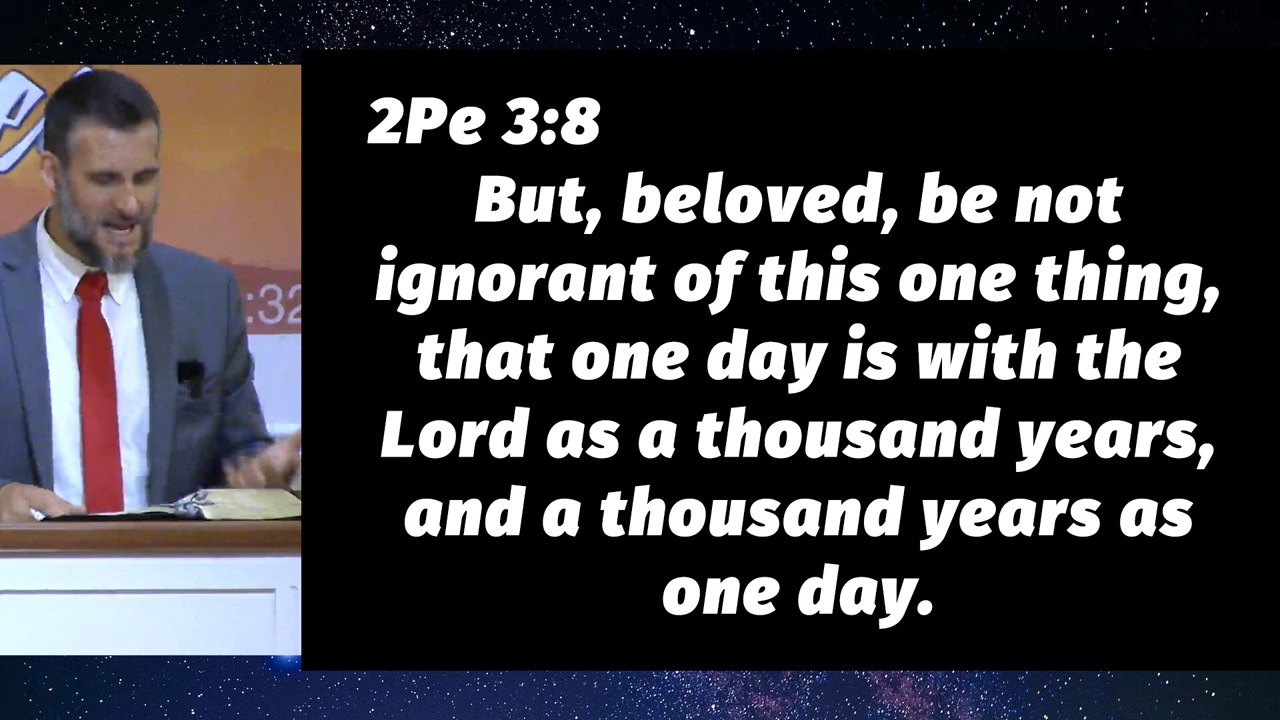 2Pe 3:8
But, beloved, be not
ignorant of this one thing,
that one day is with the
Lord as a thousand years,
and a thousand years as
one day.
:32